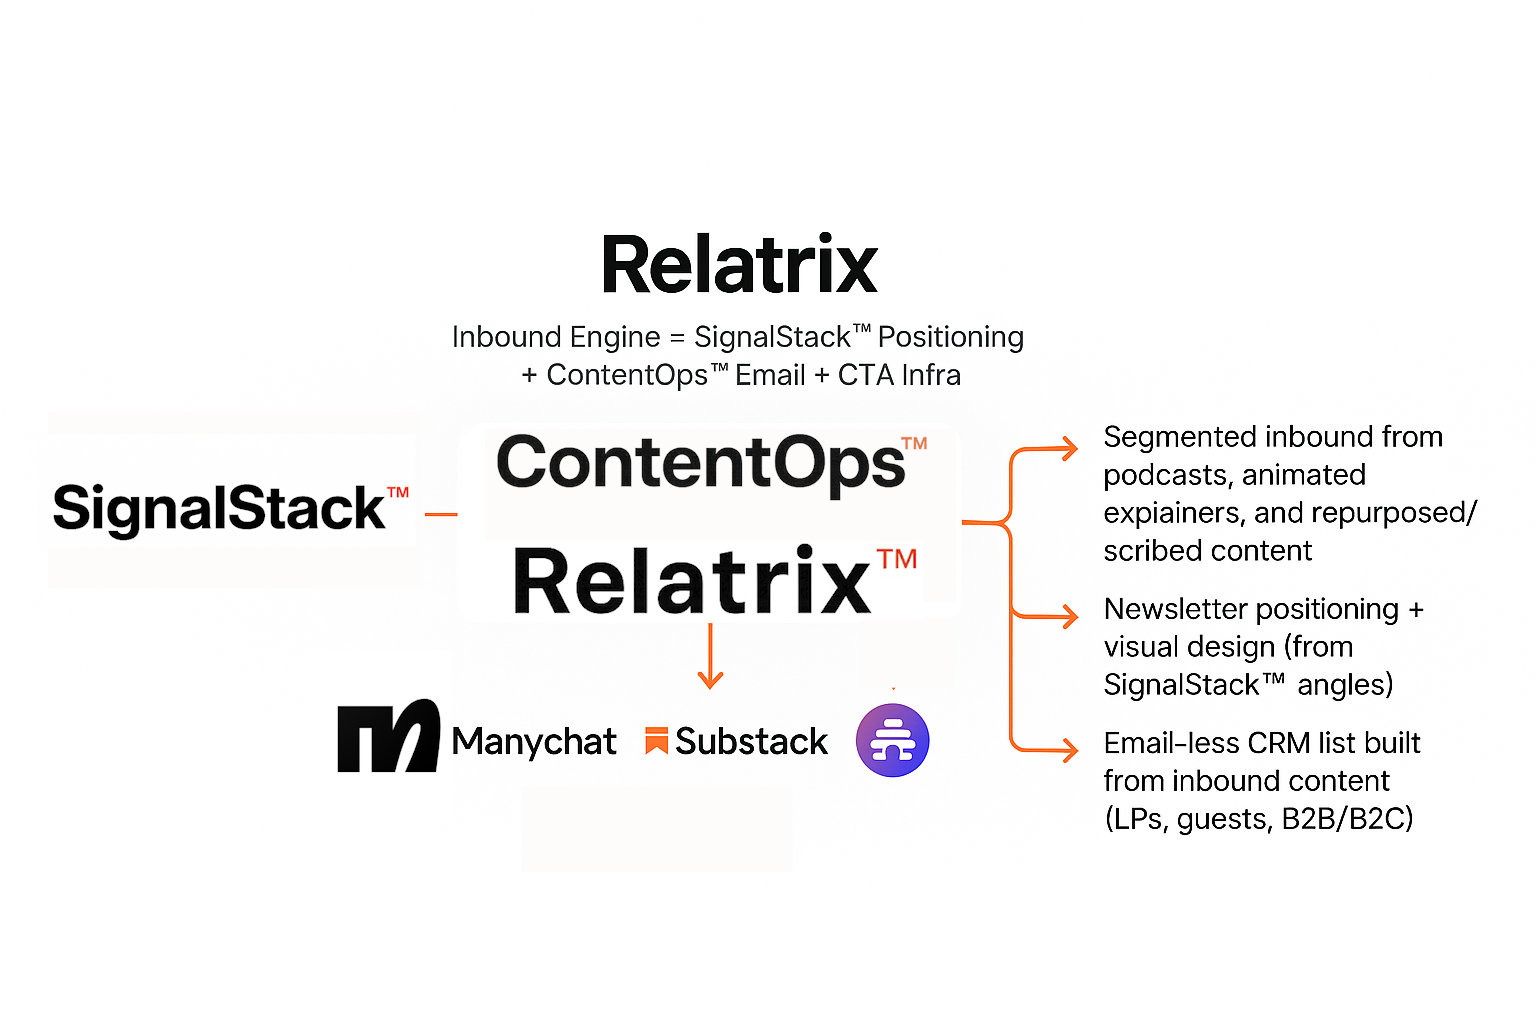 Relatrix
Inbound Engine = SignalStack™ Positioning
+ ContentOps™ Email + CTA Infra
SignalStack™
ContentOps™
Relatrix™
Manychat
Substack
Segmented inbound from
podcasts, animated
expiainers, and repurposed/
scribed content
Newsletter positioning +
visual design (from
SignalStack™ angles)
Email-less CRM list built
from inbound content
(LPs, guests, B2B/B2C)